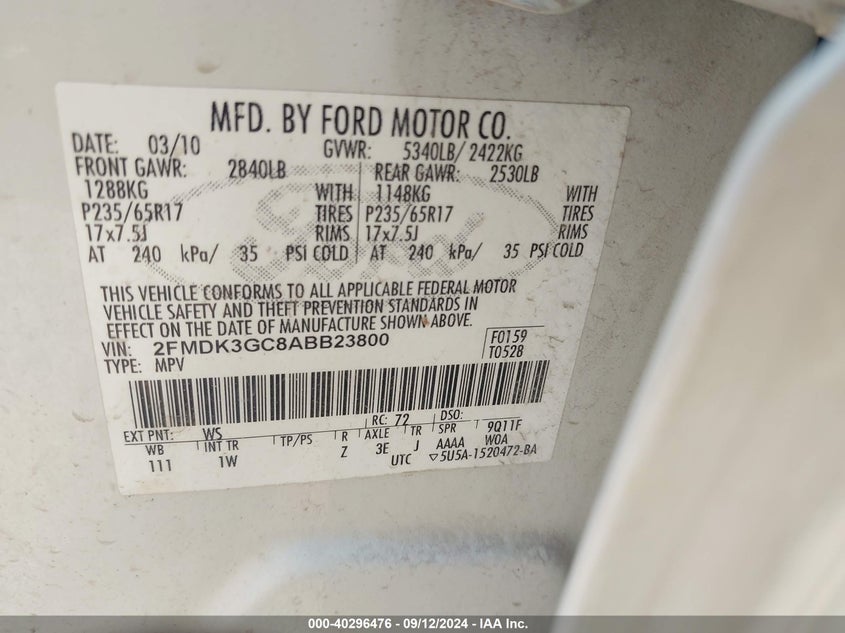 MFD. BY FORD MOTOR CO.
DATE: 03/10 GVWR: 5340LB/ 2422KG
FRONT GAWR: 2840LB REAR GAWR: 2530LB
1288KG WITH 1148KG WITH
P235/65R17 TIRES P235/65R17 TIRES
17x7.5J RIMS 17x7.5J RIMS
AT 240 kPa/ 35 PSI COLD AT 240 kPa/ 35 PSI COLD
THIS VEHICLE CONFORMS TO ALL APPLICABLE FEDERAL MOTOR
VEHICLE SAFETY AND THEFT PREVENTION STANDARDS IN
EFFECT ON THE DATE OF MANUFACTURE SHOWN ABOVE.
VIN: 2FMDK3GC8ABB23800 F0159
TYPE: MPV T0528
EXT PNT: WS RC: 72 DSO:
WB INT TR TP/PS R AXLE TR SPR 9Q11F
111 1W Z 3E J AAAA W0A
UTC ▽5U5A-1520472-BA
000-40296476 - 09/12/2024 - IAA Inc.